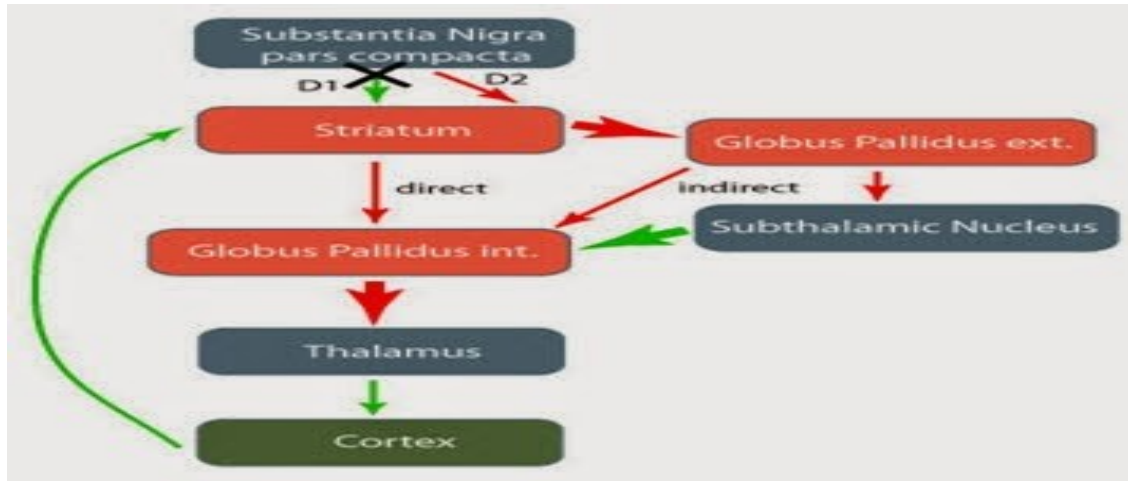 Substantia Nigra
pars compacta
D1
D2
Striatum
Globus Pallidus ext.
direct
indirect
Subthalamic Nucleus
Globus Pallidus int.
Thalamus
Cortex